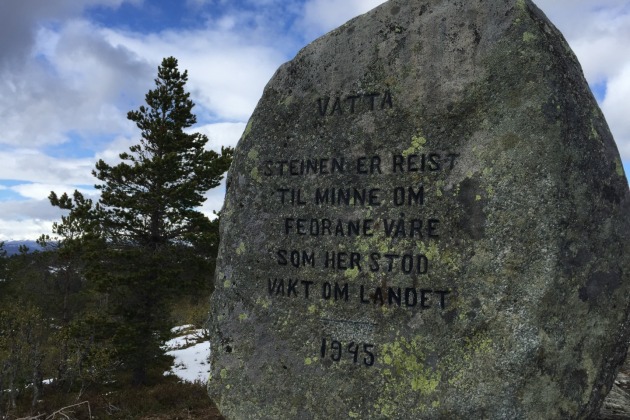 VATTA
STEINEN ER REIST
TIL MINNE OM
FEDRANE VÅRE
SOM HER STOD
VAKT OM LANDET
1945